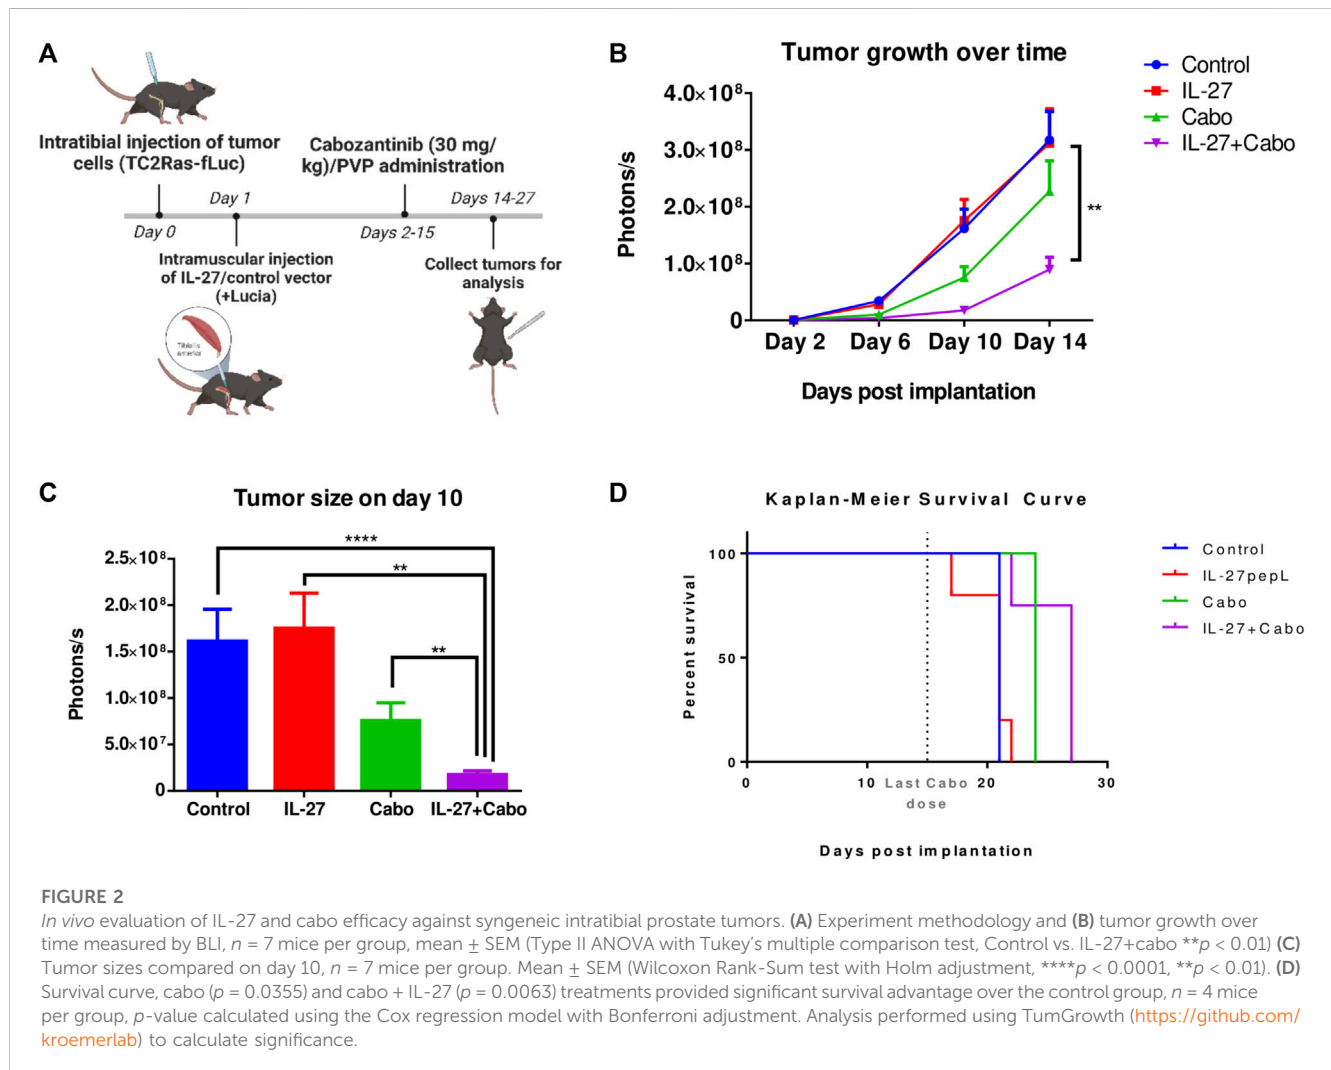 A
Intratibial injection of tumor
cells (TC2Ras-fLuc)
Cabozantinib (30 mg/
kg)/PVP administration
Day 1
Days 14-27
Day 0
Days 2-15
Intramuscular injection
of IL-27/control vector
(+Lucia)
Collect tumors for
analysis
Tibialis
anterior
B
Tumor growth over time
Control
IL-27
Cabo
IL-27+Cabo
Photons/s
4.0×10⁸
3.0×10⁸
2.0×10⁸
1.0×10⁸
0
**
Day 2 Day 6 Day 10 Day 14
Days post implantation
C
Tumor size on day 10
Photons/s
2.5×10⁸
2.0×10⁸
1.5×10⁸
1.0×10⁸
5.0×10⁷
0
****
**
**
Control IL-27 Cabo IL-27+Cabo
D
Kaplan-Meier Survival Curve
Percent survival
100
50
0
0 10 20 30
Last Cabo
dose
Days post implantation
Control
IL-27pepL
Cabo
IL-27+Cabo
FIGURE 2
In vivo evaluation of IL-27 and cabo efficacy against syngeneic intratibial prostate tumors. (A) Experiment methodology and (B) tumor growth over
time measured by BLI, n = 7 mice per group, mean ± SEM (Type II ANOVA with Tukey's multiple comparison test, Control vs. IL-27+cabo **p < 0.01) (C)
Tumor sizes compared on day 10, n = 7 mice per group. Mean ± SEM (Wilcoxon Rank-Sum test with Holm adjustment, ****p < 0.0001, **p < 0.01). (D)
Survival curve, cabo (p = 0.0355) and cabo + IL-27 (p = 0.0063) treatments provided significant survival advantage over the control group, n = 4 mice
per group, p-value calculated using the Cox regression model with Bonferroni adjustment. Analysis performed using TumGrowth (https://github.com/
kroemerlab) to calculate significance.